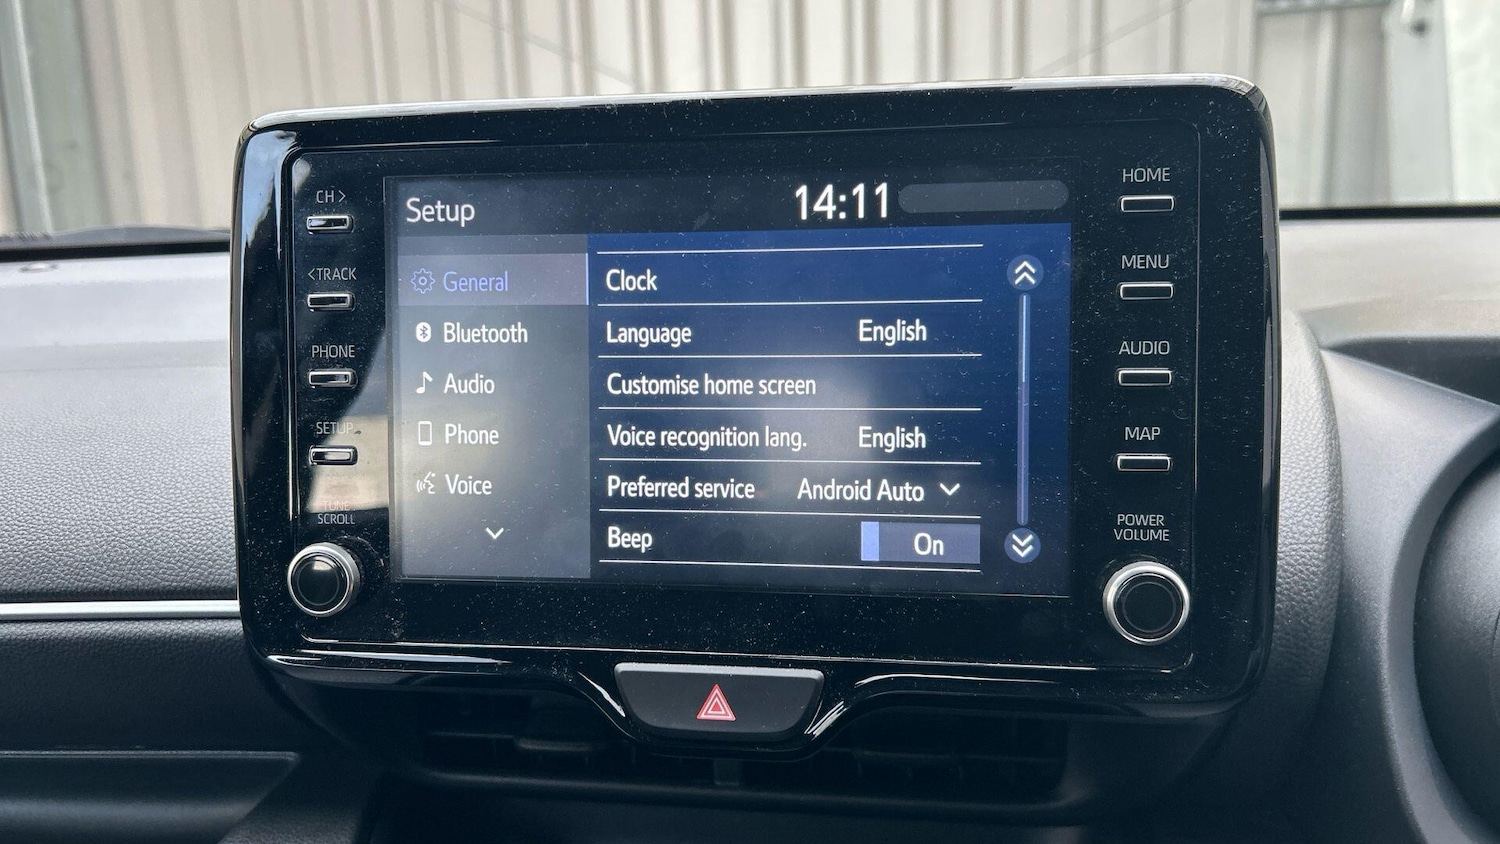 CH >
< TRACK
PHONE
SETUP
TUNE
SCROLL
Setup
14:11
General
Bluetooth
Audio
Phone
Voice
Clock
Language English
Customise home screen
Voice recognition lang. English
Preferred service Android Auto
Beep On
HOME
MENU
AUDIO
MAP
POWER
VOLUME